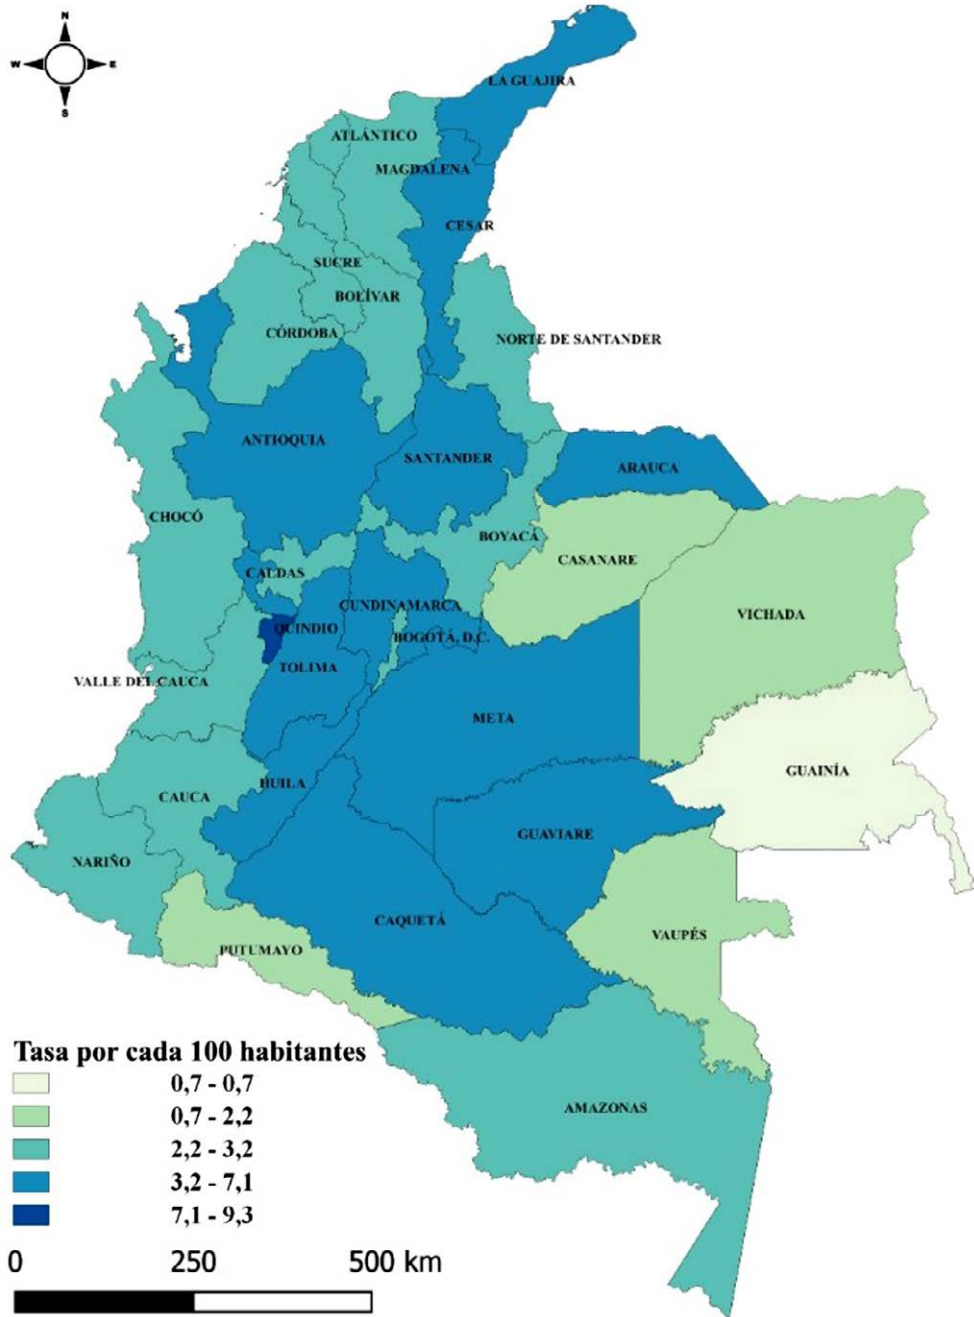 N
W E
S
LA GUAJIRA
ATLÁNTICO
MAGDALENA
CESAR
SUCRE
BOLÍVAR
CÓRDOBA
NORTE DE SANTANDER
ANTIOQUIA
SANTANDER
ARAUCA
CHOCÓ
BOYACÁ
CASANARE
CALDAS
CUNDINAMARCA
VICHADA
QUINDIO
BOGOTÁ, D.C.
TOLIMA
VALLE DEL CAUCA
META
GUAINÍA
HUILA
CAUCA
GUAVIARE
NARIÑO
CAQUETÁ
VAUPÉS
PUTUMAYO
AMAZONAS
Tasa por cada 100 habitantes
0,7 - 0,7
0,7 - 2,2
2,2 - 3,2
3,2 - 7,1
7,1 - 9,3
0 250 500 km